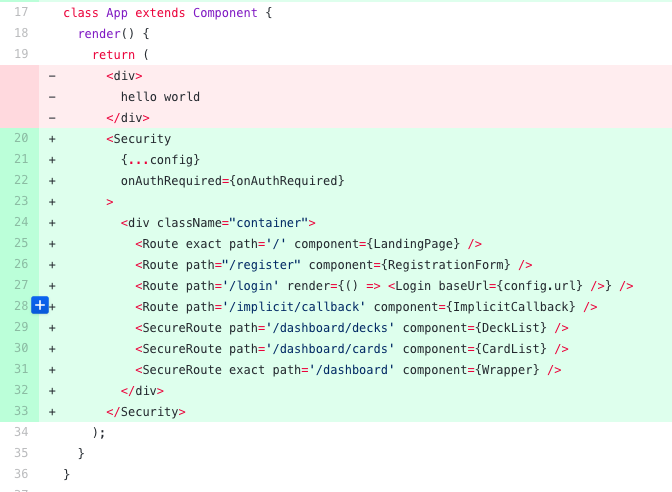 17 class App extends Component {
18 render() {
19 return (
- <div>
- hello world
- </div>
20 + <Security
21 + {...config}
22 + onAuthRequired={onAuthRequired}
23 + >
24 + <div className="container">
25 + <Route exact path='/' component={LandingPage} />
26 + <Route path="/register" component={RegistrationForm} />
27 + <Route path='/login' render={() => <Login baseUrl={config.url} />} />
28 + <Route path='/implicit/callback' component={ImplicitCallback} />
29 + <SecureRoute path='/dashboard/decks' component={DeckList} />
30 + <SecureRoute path='/dashboard/cards' component={CardList} />
31 + <SecureRoute exact path='/dashboard' component={Wrapper} />
32 + </div>
33 + </Security>
34 );
35 }
36 }